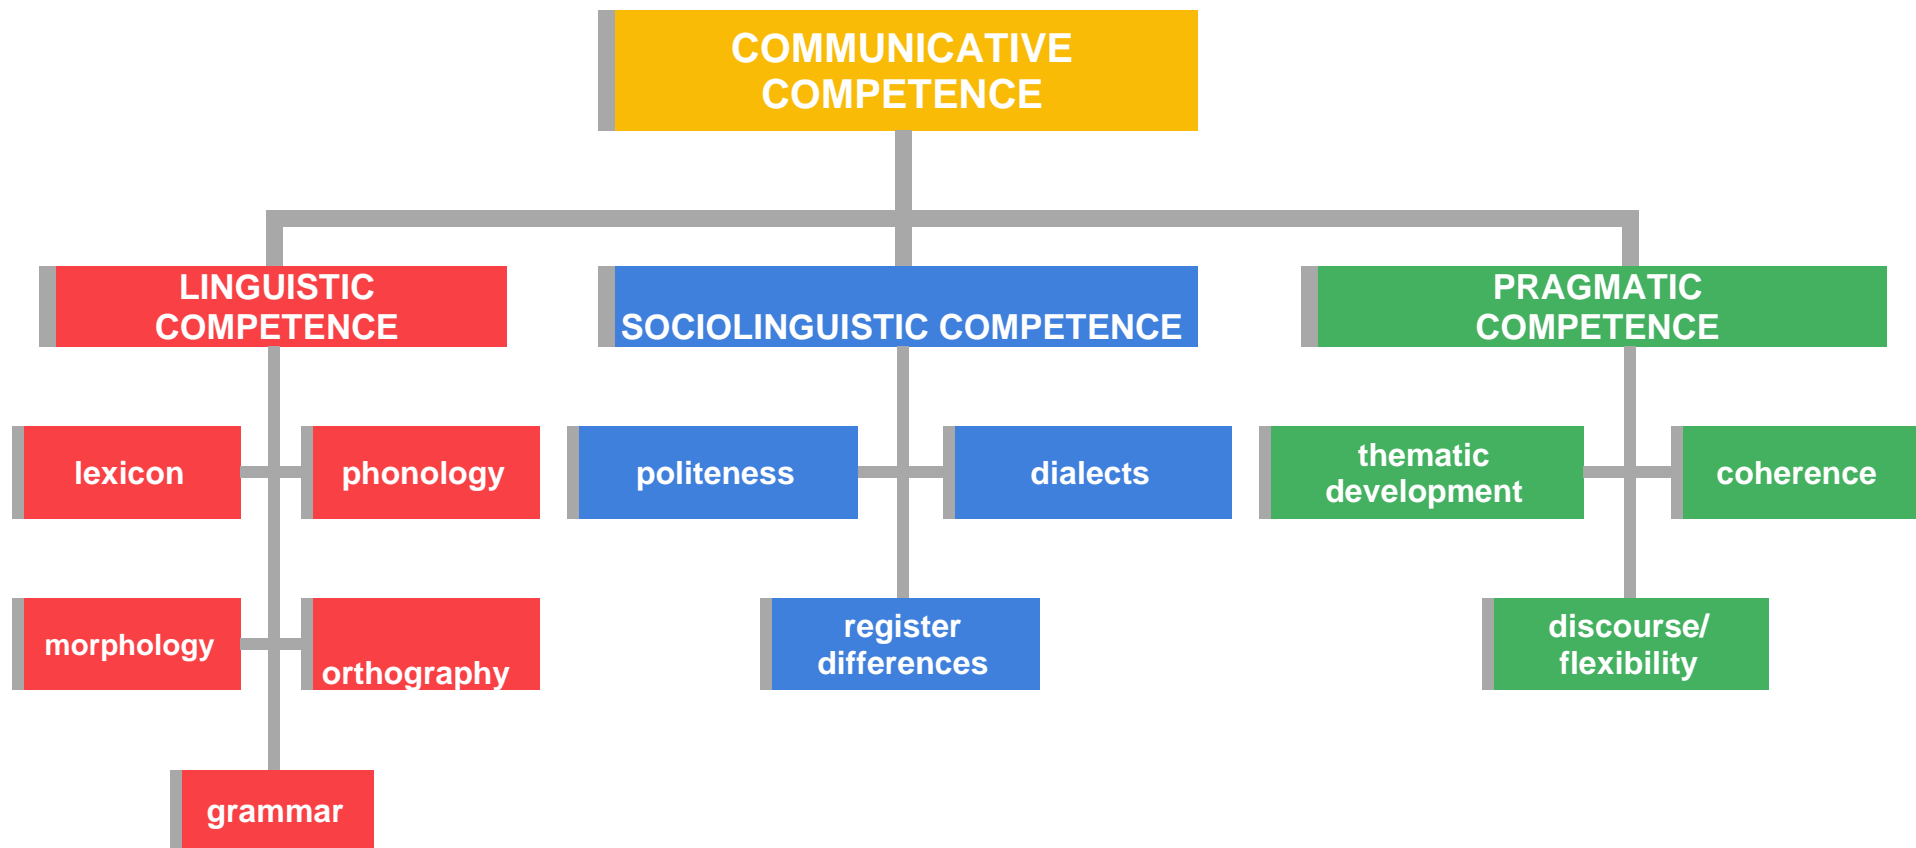 COMMUNICATIVE
COMPETENCE
LINGUISTIC
COMPETENCE
SOCIOLINGUISTIC COMPETENCE
PRAGMATIC
COMPETENCE
lexicon
phonology
politeness
dialects
thematic
development
coherence
morphology
orthography
register
differences
discourse/
flexibility
grammar